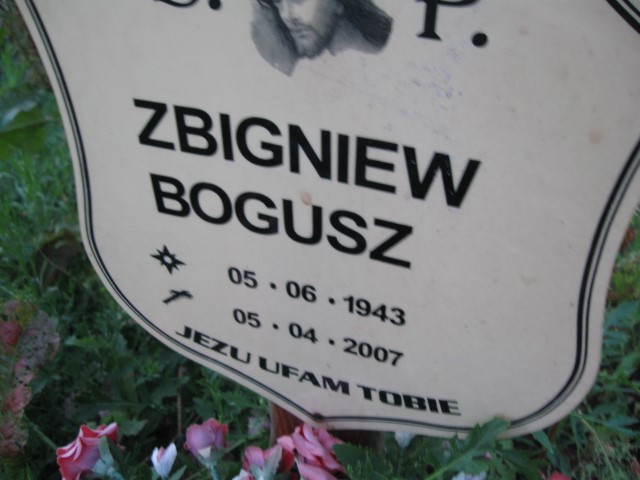 Ś. P.
ZBIGNIEW
BOGUSZ
05 • 06 • 1943
05 • 04 • 2007
JEZU UFAM TOBIE